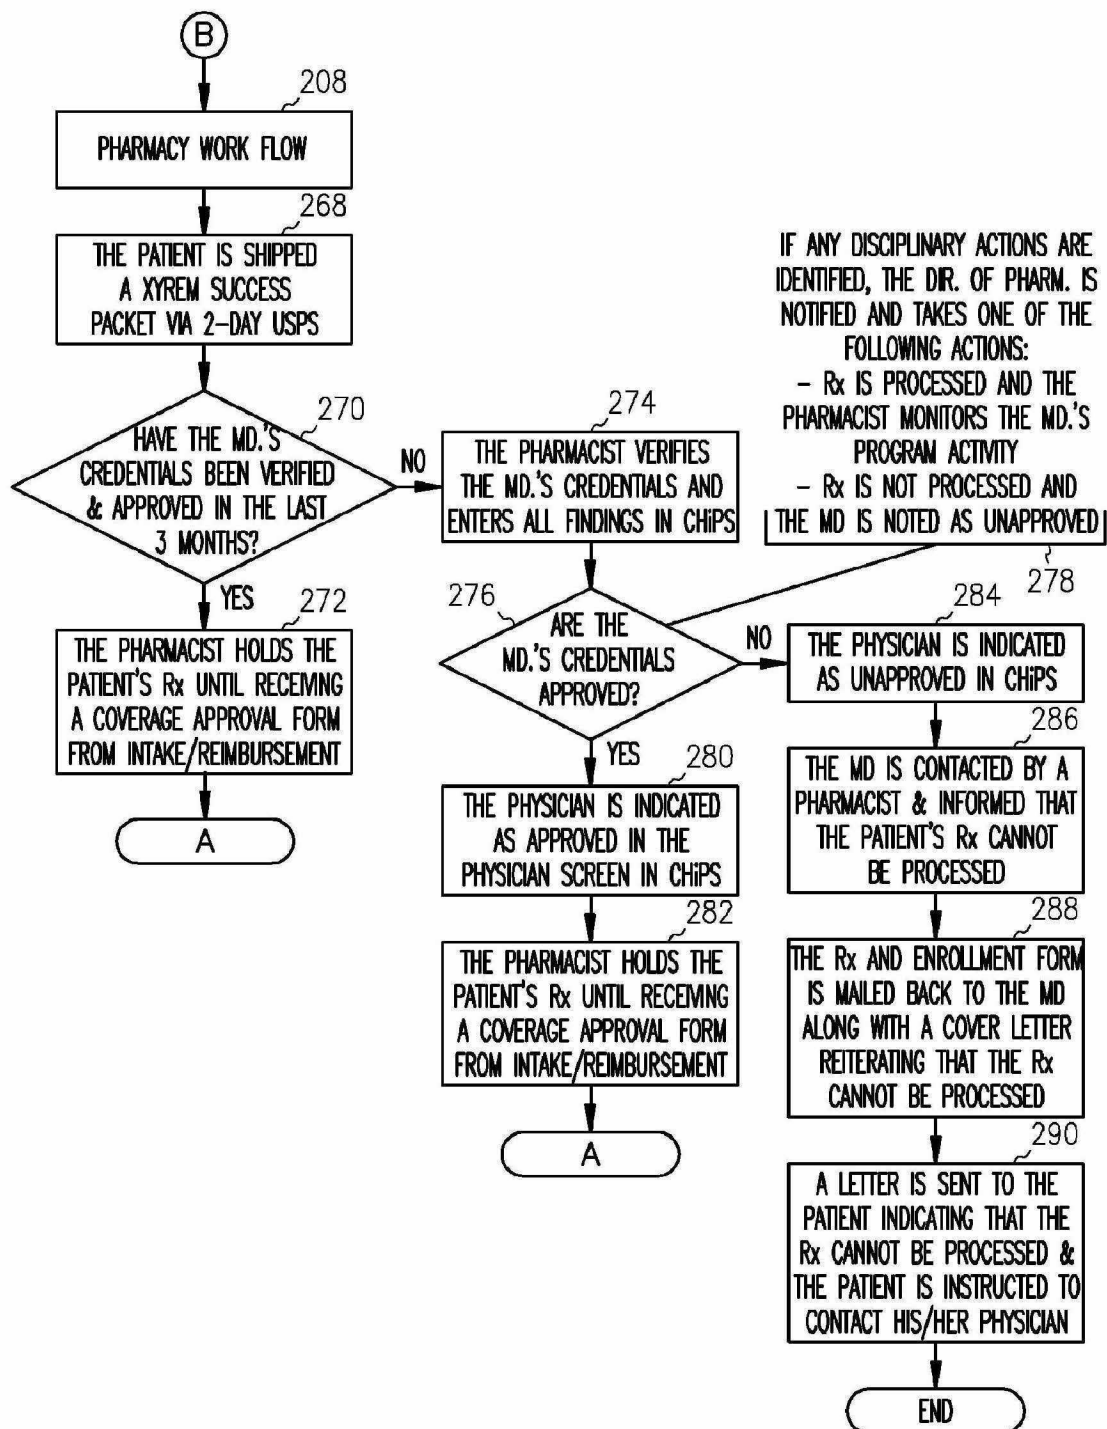 B
208
PHARMACY WORK FLOW
268
THE PATIENT IS SHIPPED
A XYREM SUCCESS
PACKET VIA 2-DAY USPS
270
HAVE THE MD.'S
CREDENTIALS BEEN VERIFIED
& APPROVED IN THE LAST
3 MONTHS?
NO
YES
272
THE PHARMACIST HOLDS THE
PATIENT'S Rx UNTIL RECEIVING
A COVERAGE APPROVAL FORM
FROM INTAKE/REIMBURSEMENT
A
274
THE PHARMACIST VERIFIES
THE MD.'S CREDENTIALS AND
ENTERS ALL FINDINGS IN CHiPS
IF ANY DISCIPLINARY ACTIONS ARE
IDENTIFIED, THE DIR. OF PHARM. IS
NOTIFIED AND TAKES ONE OF THE
FOLLOWING ACTIONS:
- Rx IS PROCESSED AND THE
PHARMACIST MONITORS THE MD.'S
PROGRAM ACTIVITY
- Rx IS NOT PROCESSED AND
THE MD IS NOTED AS UNAPPROVED
278
276
ARE THE
MD.'S CREDENTIALS
APPROVED?
NO
YES
280
THE PHYSICIAN IS INDICATED
AS APPROVED IN THE
PHYSICIAN SCREEN IN CHiPS
282
THE PHARMACIST HOLDS THE
PATIENT'S Rx UNTIL RECEIVING
A COVERAGE APPROVAL FORM
FROM INTAKE/REIMBURSEMENT
A
284
THE PHYSICIAN IS INDICATED
AS UNAPPROVED IN CHiPS
286
THE MD IS CONTACTED BY A
PHARMACIST & INFORMED THAT
THE PATIENT'S Rx CANNOT
BE PROCESSED
288
THE Rx AND ENROLLMENT FORM
IS MAILED BACK TO THE MD
ALONG WITH A COVER LETTER
REITERATING THAT THE Rx
CANNOT BE PROCESSED
290
A LETTER IS SENT TO THE
PATIENT INDICATING THAT THE
Rx CANNOT BE PROCESSED &
THE PATIENT IS INSTRUCTED TO
CONTACT HIS/HER PHYSICIAN
END